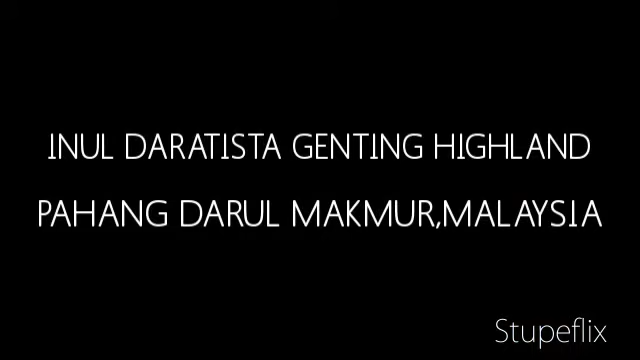 INUL DARATISTA GENTING HIGHLAND
PAHANG DARUL MAKMUR,MALAYSIA
Stupeflix